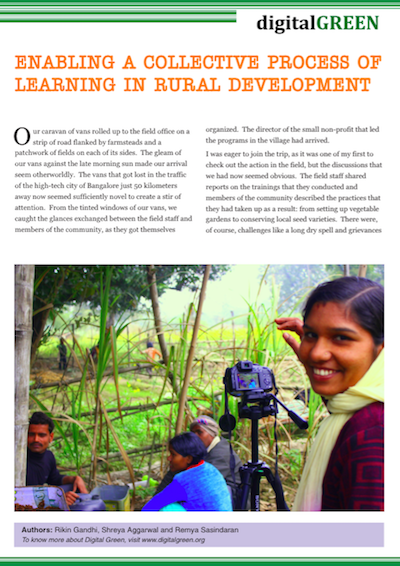 digitalGREEN
ENABLING A COLLECTIVE PROCESS OF
LEARNING IN RURAL DEVELOPMENT
Our caravan of vans rolled up to the field office on a
strip of road flanked by farmsteads and a
patchwork of fields on each of its sides. The gleam of
our vans against the late morning sun made our arrival
seem otherworldly. The vans that got lost in the traffic
of the high-tech city of Bangalore just 50 kilometers
away now seemed sufficiently novel to create a stir of
attention. From the tinted windows of our vans, we
caught the glances exchanged between the field staff and
members of the community, as they got themselves
organized. The director of the small non-profit that led
the programs in the village had arrived.
I was eager to join the trip, as it was one of my first to
check out the action in the field, but the discussions that
we had now seemed obvious. The field staff shared
reports on the trainings that they conducted and
members of the community described the practices that
they had taken up as a result: from setting up vegetable
gardens to conserving local seed varieties. There were,
of course, challenges like a long dry spell and grievances
Authors: Rikin Gandhi, Shreya Aggarwal and Remya Sasindaran
To know more about Digital Green, visit www.digitalgreen.org